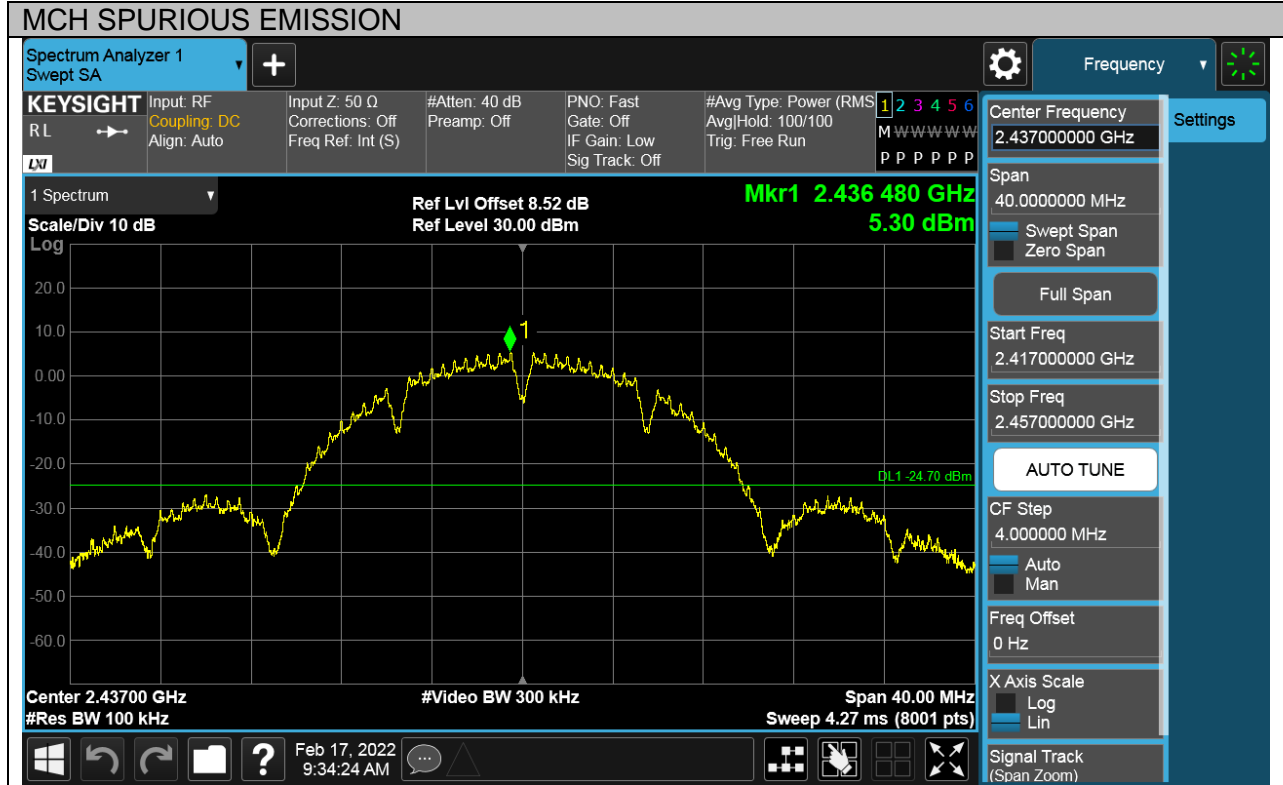 MCH SPURIOUS EMISSION
Spectrum Analyzer 1
Swept SA
Frequency
KEYSIGHT
RL
LXI
Input: RF
Coupling: DC
Align: Auto
Input Z: 50 Ω
Corrections: Off
Freq Ref: Int (S)
#Atten: 40 dB
Preamp: Off
PNO: Fast
Gate: Off
IF Gain: Low
Sig Track: Off
#Avg Type: Power (RMS
Avg|Hold: 100/100
Trig: Free Run
1 2 3 4 5 6
M W W W W W
P P P P P P
1 Spectrum
Scale/Div 10 dB
Log
Ref Lvl Offset 8.52 dB
Ref Level 30.00 dBm
Mkr1 2.436 480 GHz
5.30 dBm
20.0
10.0
0.00
-10.0
-20.0
-30.0
-40.0
-50.0
-60.0
1
DL1 -24.70 dBm
Center 2.43700 GHz
#Res BW 100 kHz
#Video BW 300 kHz
Span 40.00 MHz
Sweep 4.27 ms (8001 pts)
Center Frequency
2.437000000 GHz
Settings
Span
40.0000000 MHz
Swept Span
Zero Span
Full Span
Start Freq
2.417000000 GHz
Stop Freq
2.457000000 GHz
AUTO TUNE
CF Step
4.000000 MHz
Auto
Man
Freq Offset
0 Hz
X Axis Scale
Log
Lin
Signal Track
(Span Zoom)
?
Feb 17, 2022
9:34:24 AM